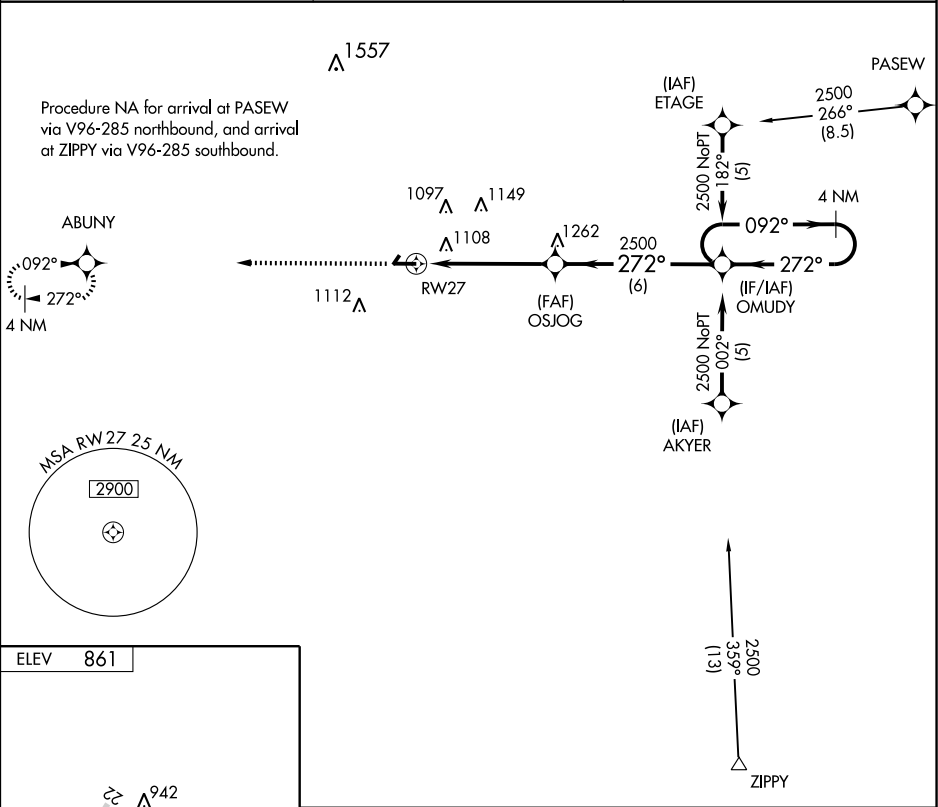 1557
PASEW
(IAF)
ETAGE
2500
266°
(8.5)
Procedure NA for arrival at PASEW
via V96-285 northbound, and arrival
at ZIPPY via V96-285 southbound.
2500 NoPT
182°
(5)
1097
1149
4 NM
ABUNY
092°
1108
1262
2500
092°
272°
(6)
272°
272°
4 NM
RW27
1112
(FAF)
OSJOG
(IF/IAF)
OMUDY
2500 NoPT
002°
(5)
(IAF)
AKYER
MSA RW 27 25 NM
2900
2500
359°
(13)
ELEV 861
ZIPPY
22
942